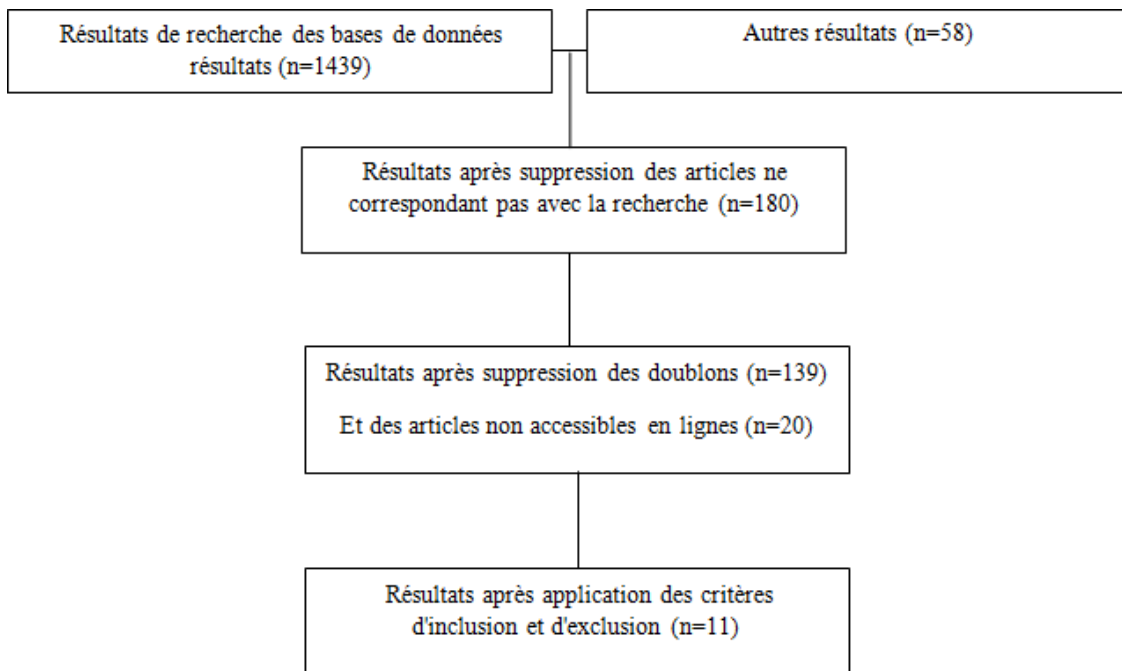 Résultats de recherche des bases de données
résultats (n=1439)
Autres résultats (n=58)
Résultats après suppression des articles ne
correspondant pas avec la recherche (n=180)
Résultats après suppression des doublons (n=139)
Et des articles non accessibles en lignes (n=20)
Résultats après application des critères
d'inclusion et d'exclusion (n=11)